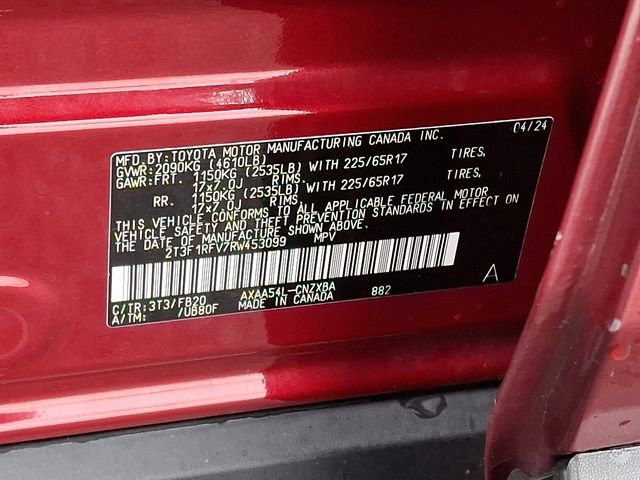 MFD.BY:TOYOTA MOTOR MANUFACTURING CANADA INC. 04/24
GVWR:2090KG (4610LB)
GAWR:FRT. 1150KG (2535LB) WITH 225/65R17 TIRES,
17x7.0J RIMS.
RR. 1150KG (2535LB) WITH 225/65R17 TIRES,
17x7.0J RIMS
THIS VEHICLE CONFORMS TO ALL APPLICABLE FEDERAL MOTOR
VEHICLE SAFETY AND THEFT PREVENTION STANDARDS IN EFFECT ON
THE DATE OF MANUFACTURE SHOWN ABOVE.
2T3F1RFV7RW453099 MPV
A
C/TR:3T3/FB20 AXAA54L-CNZXBA 882
A/TM: /UB80F MADE IN CANADA